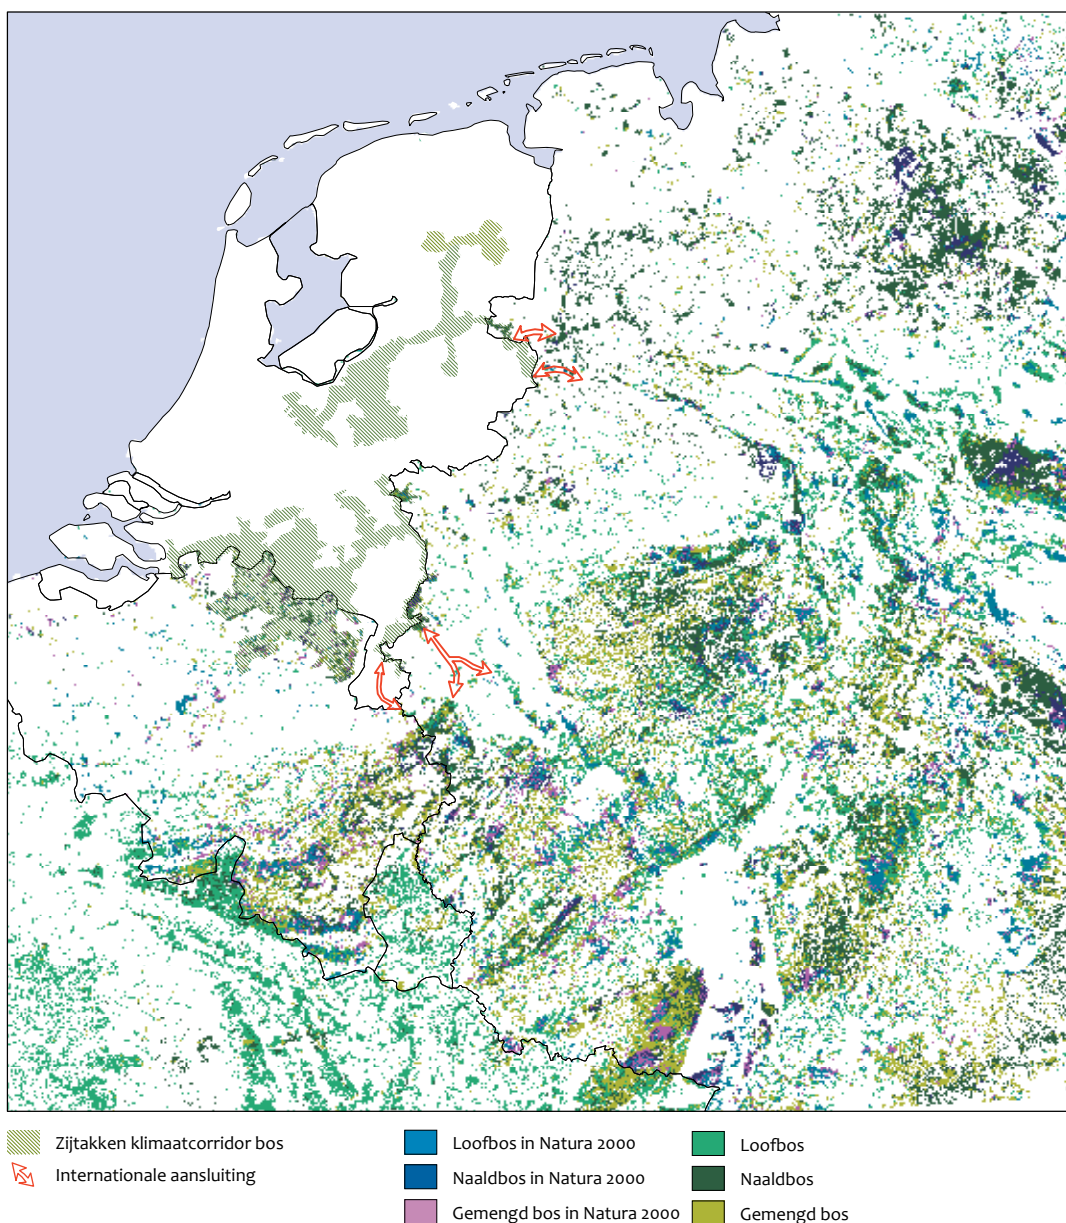 Zijtakken klimaatcorridor bos
Internationale aansluiting
Loofbos in Natura 2000
Naaldbos in Natura 2000
Gemengd bos in Natura 2000
Loofbos
Naaldbos
Gemengd bos